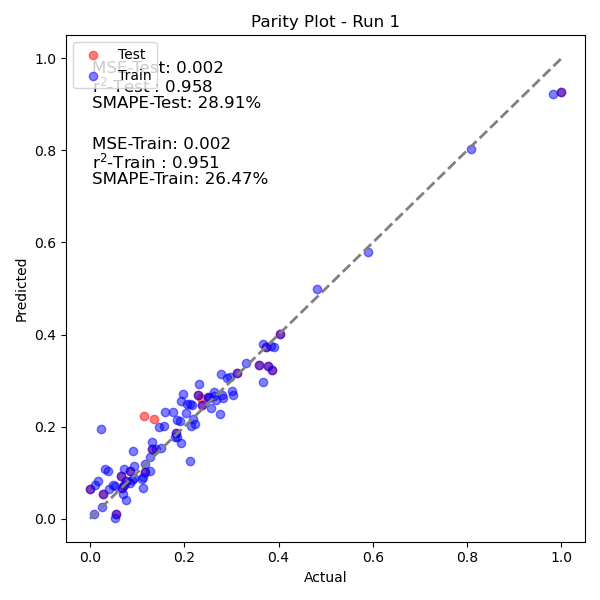 Parity Plot - Run 1
Test
Train
MSE-Test: 0.002
r²-Test : 0.958
SMAPE-Test: 28.91%
MSE-Train: 0.002
r²-Train : 0.951
SMAPE-Train: 26.47%
1.0
0.8
0.6
0.4
0.2
0.0
Predicted
0.0 0.2 0.4 0.6 0.8 1.0
Actual